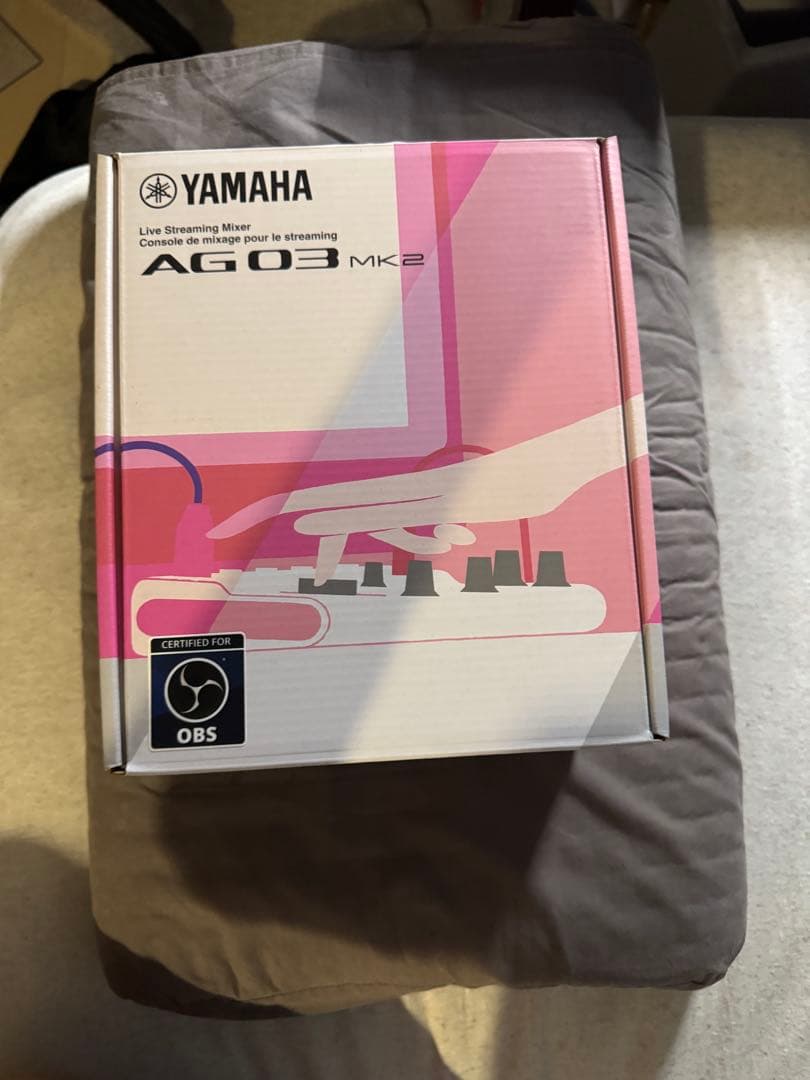 YAMAHA
Live Streaming Mixer
Console de mixage pour le streaming
AG03 MK2
CERTIFIED FOR
OBS